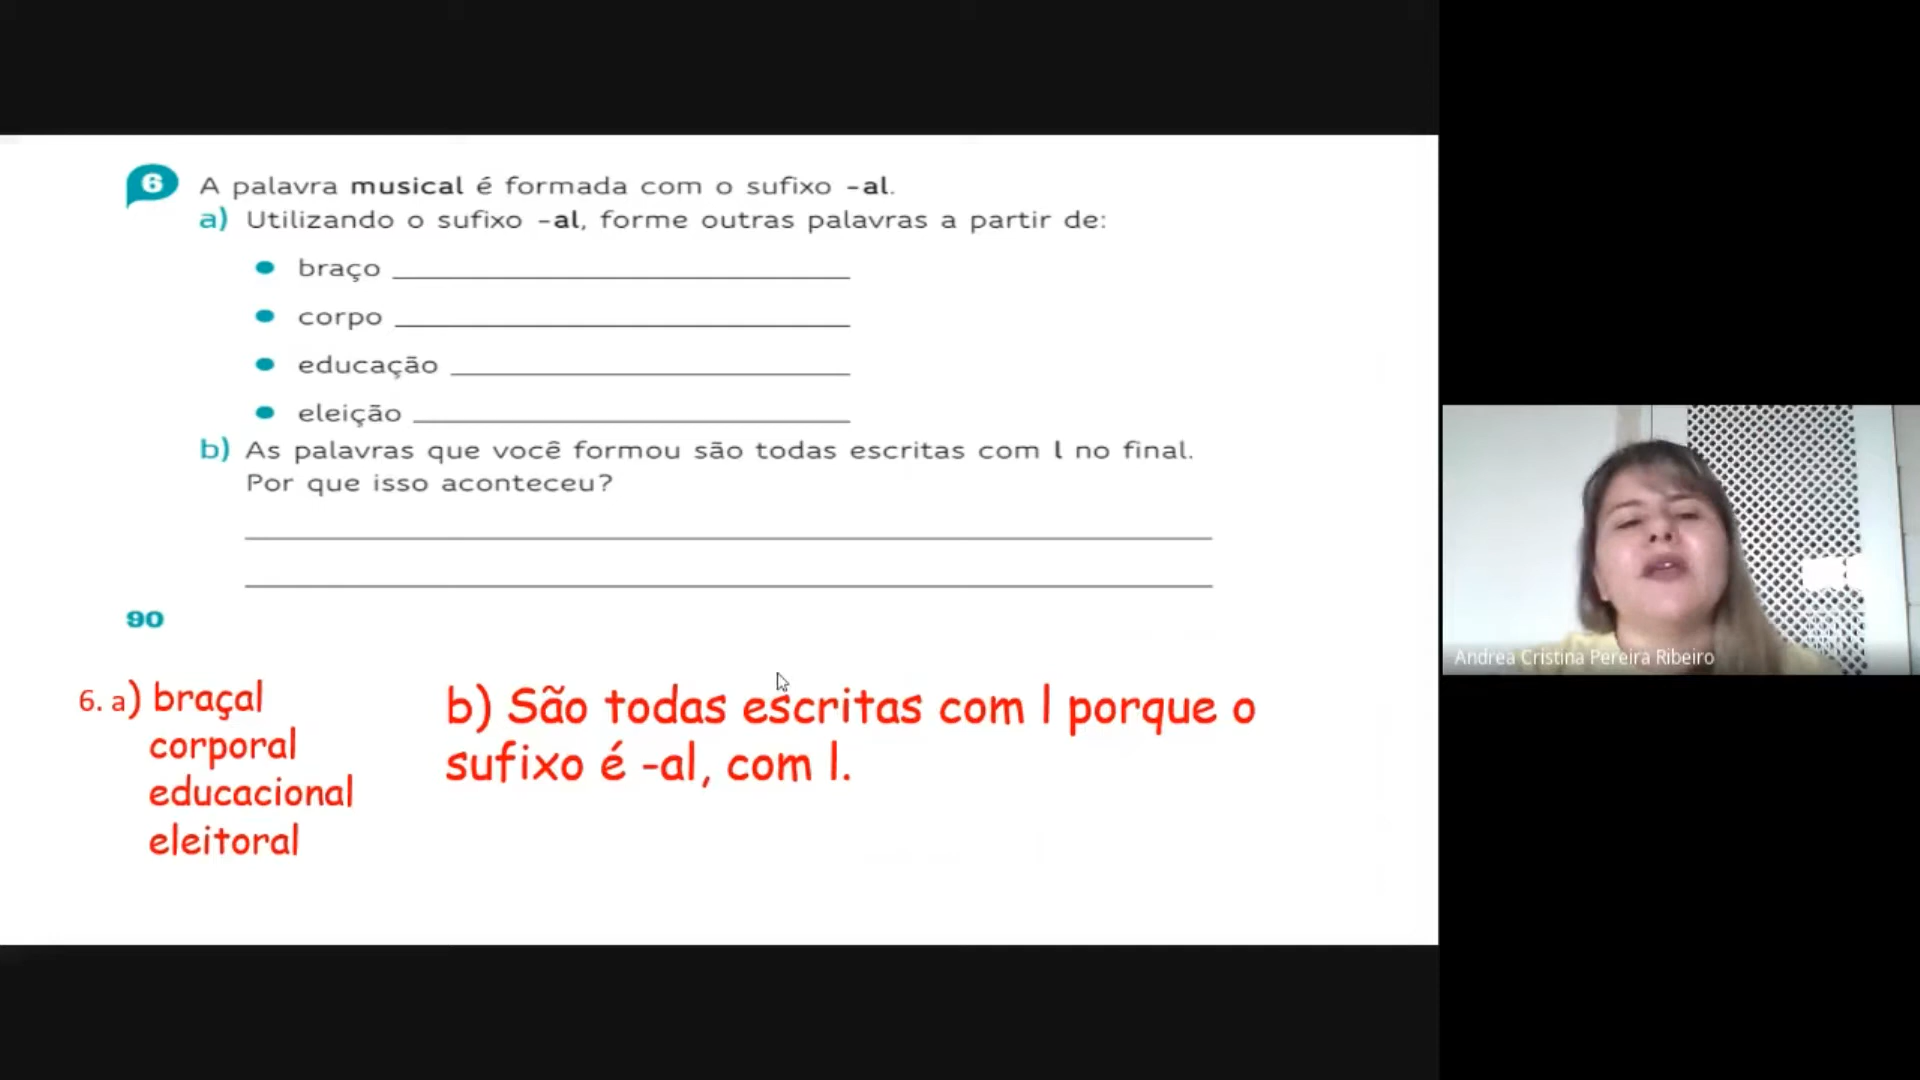 6 A palavra musical é formada com o sufixo -al.
a) Utilizando o sufixo -al, forme outras palavras a partir de:
braço
corpo
educação
eleição
b) As palavras que você formou são todas escritas com l no final.
Por que isso aconteceu?
90
6. a) braçal
corporal
educacional
eleitoral
b) São todas escritas com l porque o
sufixo é -al, com l.
Andrea Cristina Pereira Ribeiro